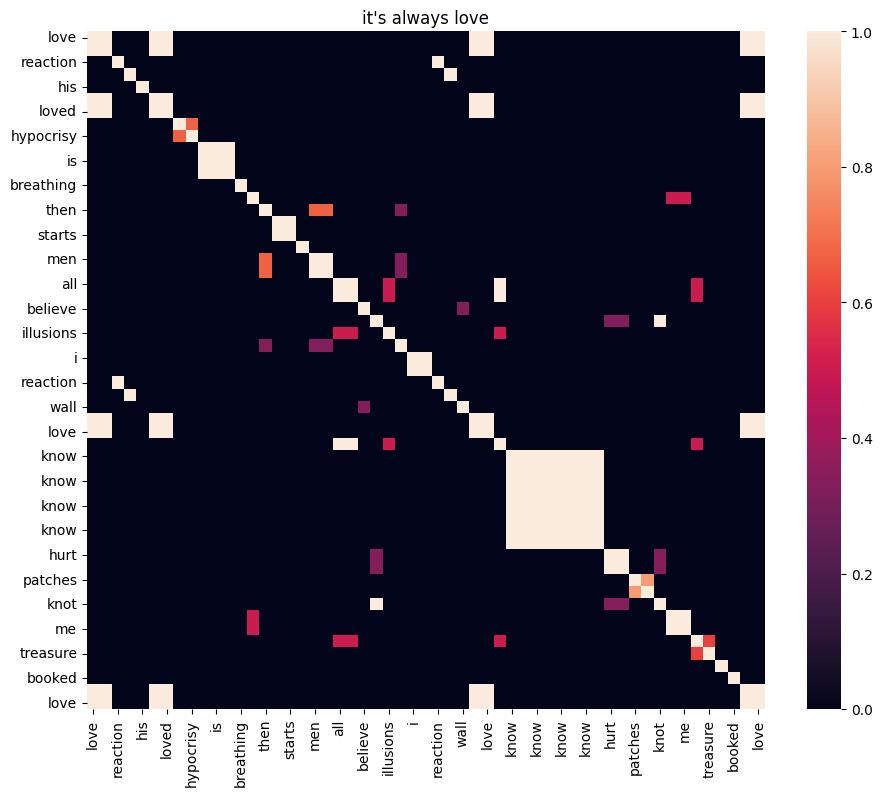 it's always love
love
reaction
his
loved
hypocrisy
is
breathing
then
starts
men
all
believe
illusions
i
reaction
wall
love
know
know
know
know
hurt
patches
knot
me
treasure
booked
love
1.0
0.8
0.6
0.4
0.2
0.0
love
reaction
his
loved
hypocrisy
is
breathing
then
starts
men
all
believe
illusions
i
reaction
wall
love
know
know
know
know
hurt
patches
knot
me
treasure
booked
love